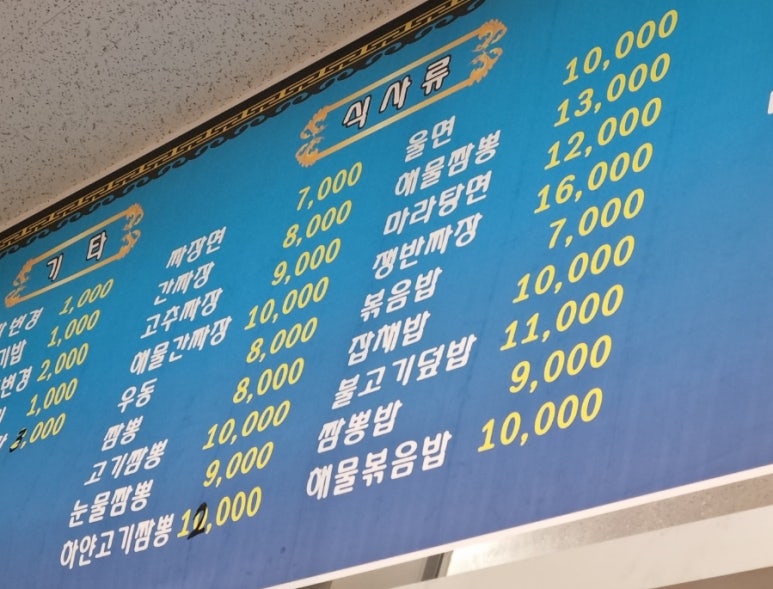 기타
변경 1,000
1,000
변경 2,000
1,000
3,000
식사류
짜장면 7,000
간짜장 8,000
고추짜장 9,000
해물간짜장 10,000
우동 8,000
짬뽕 8,000
고기짬뽕 10,000
눈물짬뽕 9,000
하얀고기짬뽕 12,000
울면 10,000
해물짬뽕 13,000
마라탕면 12,000
쟁반짜장 16,000
볶음밥 7,000
잡채밥 10,000
불고기덮밥 11,000
짬뽕밥 9,000
해물볶음밥 10,000